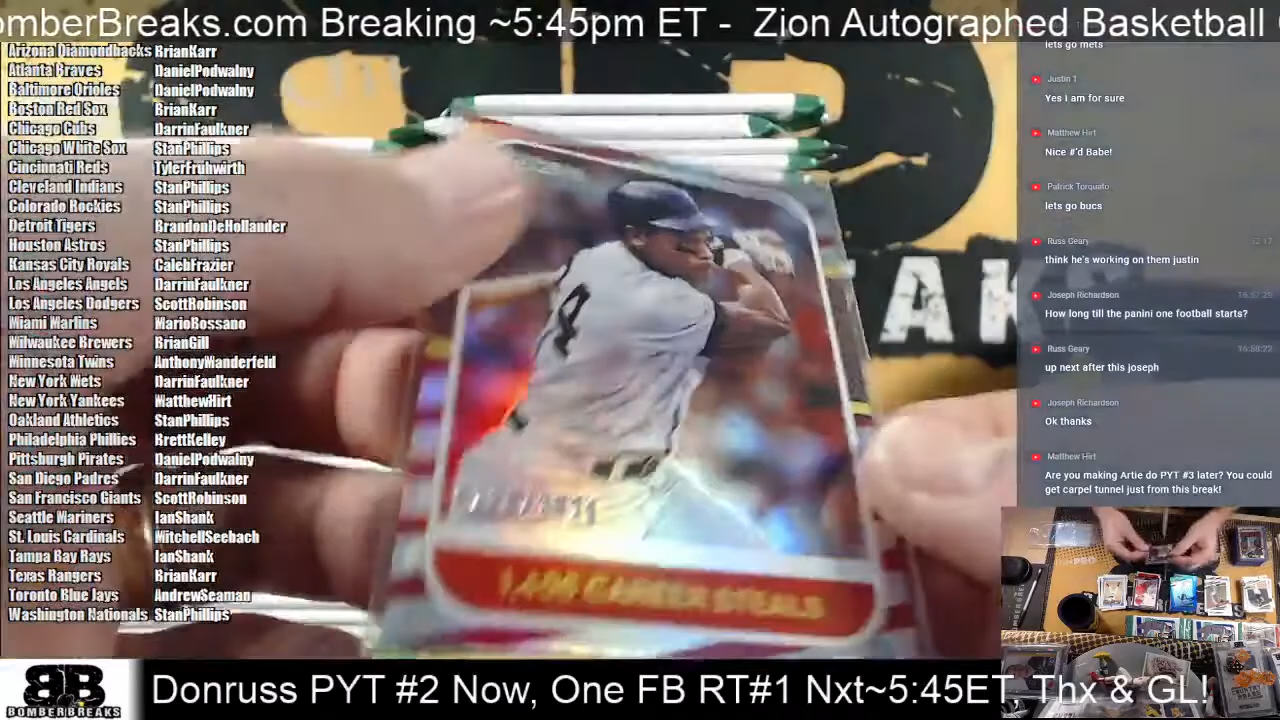 omberBreaks.com Breaking ~5:45pm ET - Zion Autographed Basketball
Arizona Diamondbacks BrianKarr
Atlanta Braves DanielPodwalny
Baltimore Orioles DanielPodwalny
Boston Red Sox BrianKarr
Chicago Cubs DarrinFaulkner
Chicago White Sox StanPhillips
Cincinnati Reds TylerFruhwirth
Cleveland Indians StanPhillips
Colorado Rockies StanPhillips
Detroit Tigers BrandonDeHollander
Houston Astros StanPhillips
Kansas City Royals CalebFrazier
Los Angeles Angels DarrinFaulkner
Los Angeles Dodgers ScottRobinson
Miami Marlins MarioRossano
Milwaukee Brewers BrianGill
Minnesota Twins AnthonyWanderfeld
New York Mets DarrinFaulkner
New York Yankees MatthewHirt
Oakland Athletics StanPhillips
Philadelphia Phillies BrettKelley
Pittsburgh Pirates DanielPodwalny
San Diego Padres DarrinFaulkner
San Francisco Giants ScottRobinson
Seattle Mariners IanShank
St. Louis Cardinals MitchellSeebach
Tampa Bay Rays IanShank
Texas Rangers BrianKarr
Toronto Blue Jays AndrewSeaman
Washington Nationals StanPhillips
lets go mets
Justin 1
Yes i am for sure
Matthew Hirt
Nice #'d Babe!
Patrick Torquato
lets go bucs
Russ Geary
think he's working on them justin
Joseph Richardson 16:57:25
How long till the panini one football starts?
Russ Geary 16:58:22
up next after this joseph
Joseph Richardson
Ok thanks
Matthew Hirt
Are you making Artie do PYT #3 later? You could
get carpel tunnel just from this break!
AK
CAREER STEALS
BB
BOMBERBREAKS
Donruss PYT #2 Now, One FB RT#1 Nxt~5:45ET, Thx & GL!